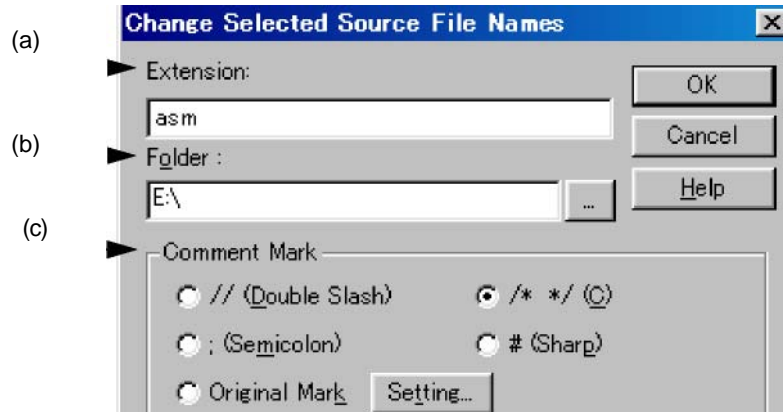 Change Selected Source File Names
(a)
Extension:
OK
asm
Cancel
(b)
Folder :
E:\
...
Help
(c)
Comment Mark
// (Double Slash)
/* */ (C)
; (Semicolon)
# (Sharp)
Original Mark
Setting...